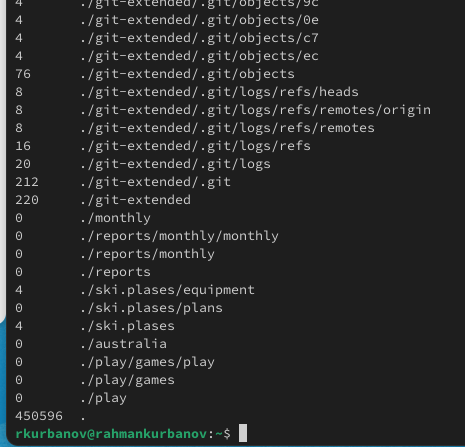 4 ./git-extended/.git/objects/9c
4 ./git-extended/.git/objects/0e
4 ./git-extended/.git/objects/c7
4 ./git-extended/.git/objects/ec
76 ./git-extended/.git/objects
8 ./git-extended/.git/logs/refs/heads
8 ./git-extended/.git/logs/refs/remotes/origin
8 ./git-extended/.git/logs/refs/remotes
16 ./git-extended/.git/logs/refs
20 ./git-extended/.git/logs
212 ./git-extended/.git
220 ./git-extended
0 ./monthly
0 ./reports/monthly/monthly
0 ./reports/monthly
0 ./reports
4 ./ski.plases/equipment
0 ./ski.plases/plans
4 ./ski.plases
0 ./australia
0 ./play/games/play
0 ./play/games
0 ./play
450596 .
rkurbanov@rahmankurbanov:~$